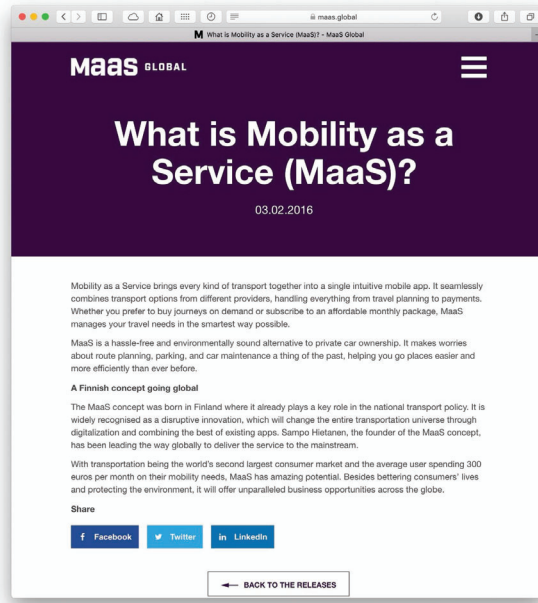 maas.global
What is Mobility as a Service (MaaS)? - MaaS Global
MaaS GLOBAL
What is Mobility as a
Service (MaaS)?
03.02.2016
Mobility as a Service brings every kind of transport together into a single intuitive mobile app. It seamlessly
combines transport options from different providers, handling everything from travel planning to payments.
Whether you prefer to buy journeys on demand or subscribe to an affordable monthly package, MaaS
manages your travel needs in the smartest way possible.
MaaS is a hassle-free and environmentally sound alternative to private car ownership. It makes worries
about route planning, parking, and car maintenance a thing of the past, helping you go places easier and
more efficiently than ever before.
A Finnish concept going global
The MaaS concept was born in Finland where it already plays a key role in the national transport policy. It is
widely recognised as a disruptive innovation, which will change the entire transportation universe through
digitalization and combining the best of existing apps. Sampo Hietanen, the founder of the MaaS concept,
has been leading the way globally to deliver the service to the mainstream.
With transportation being the world's second largest consumer market and the average user spending 300
euros per month on their mobility needs, MaaS has amazing potential. Besides bettering consumers' lives
and protecting the environment, it will offer unparalleled business opportunities across the globe.
Share
Facebook Twitter LinkedIn
BACK TO THE RELEASES